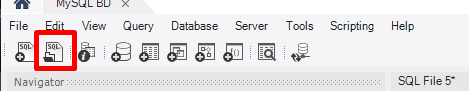 MySQL BD
File Edit View Query Database Server Tools Scripting Help
SQL SQL
Navigator SQL File 5*